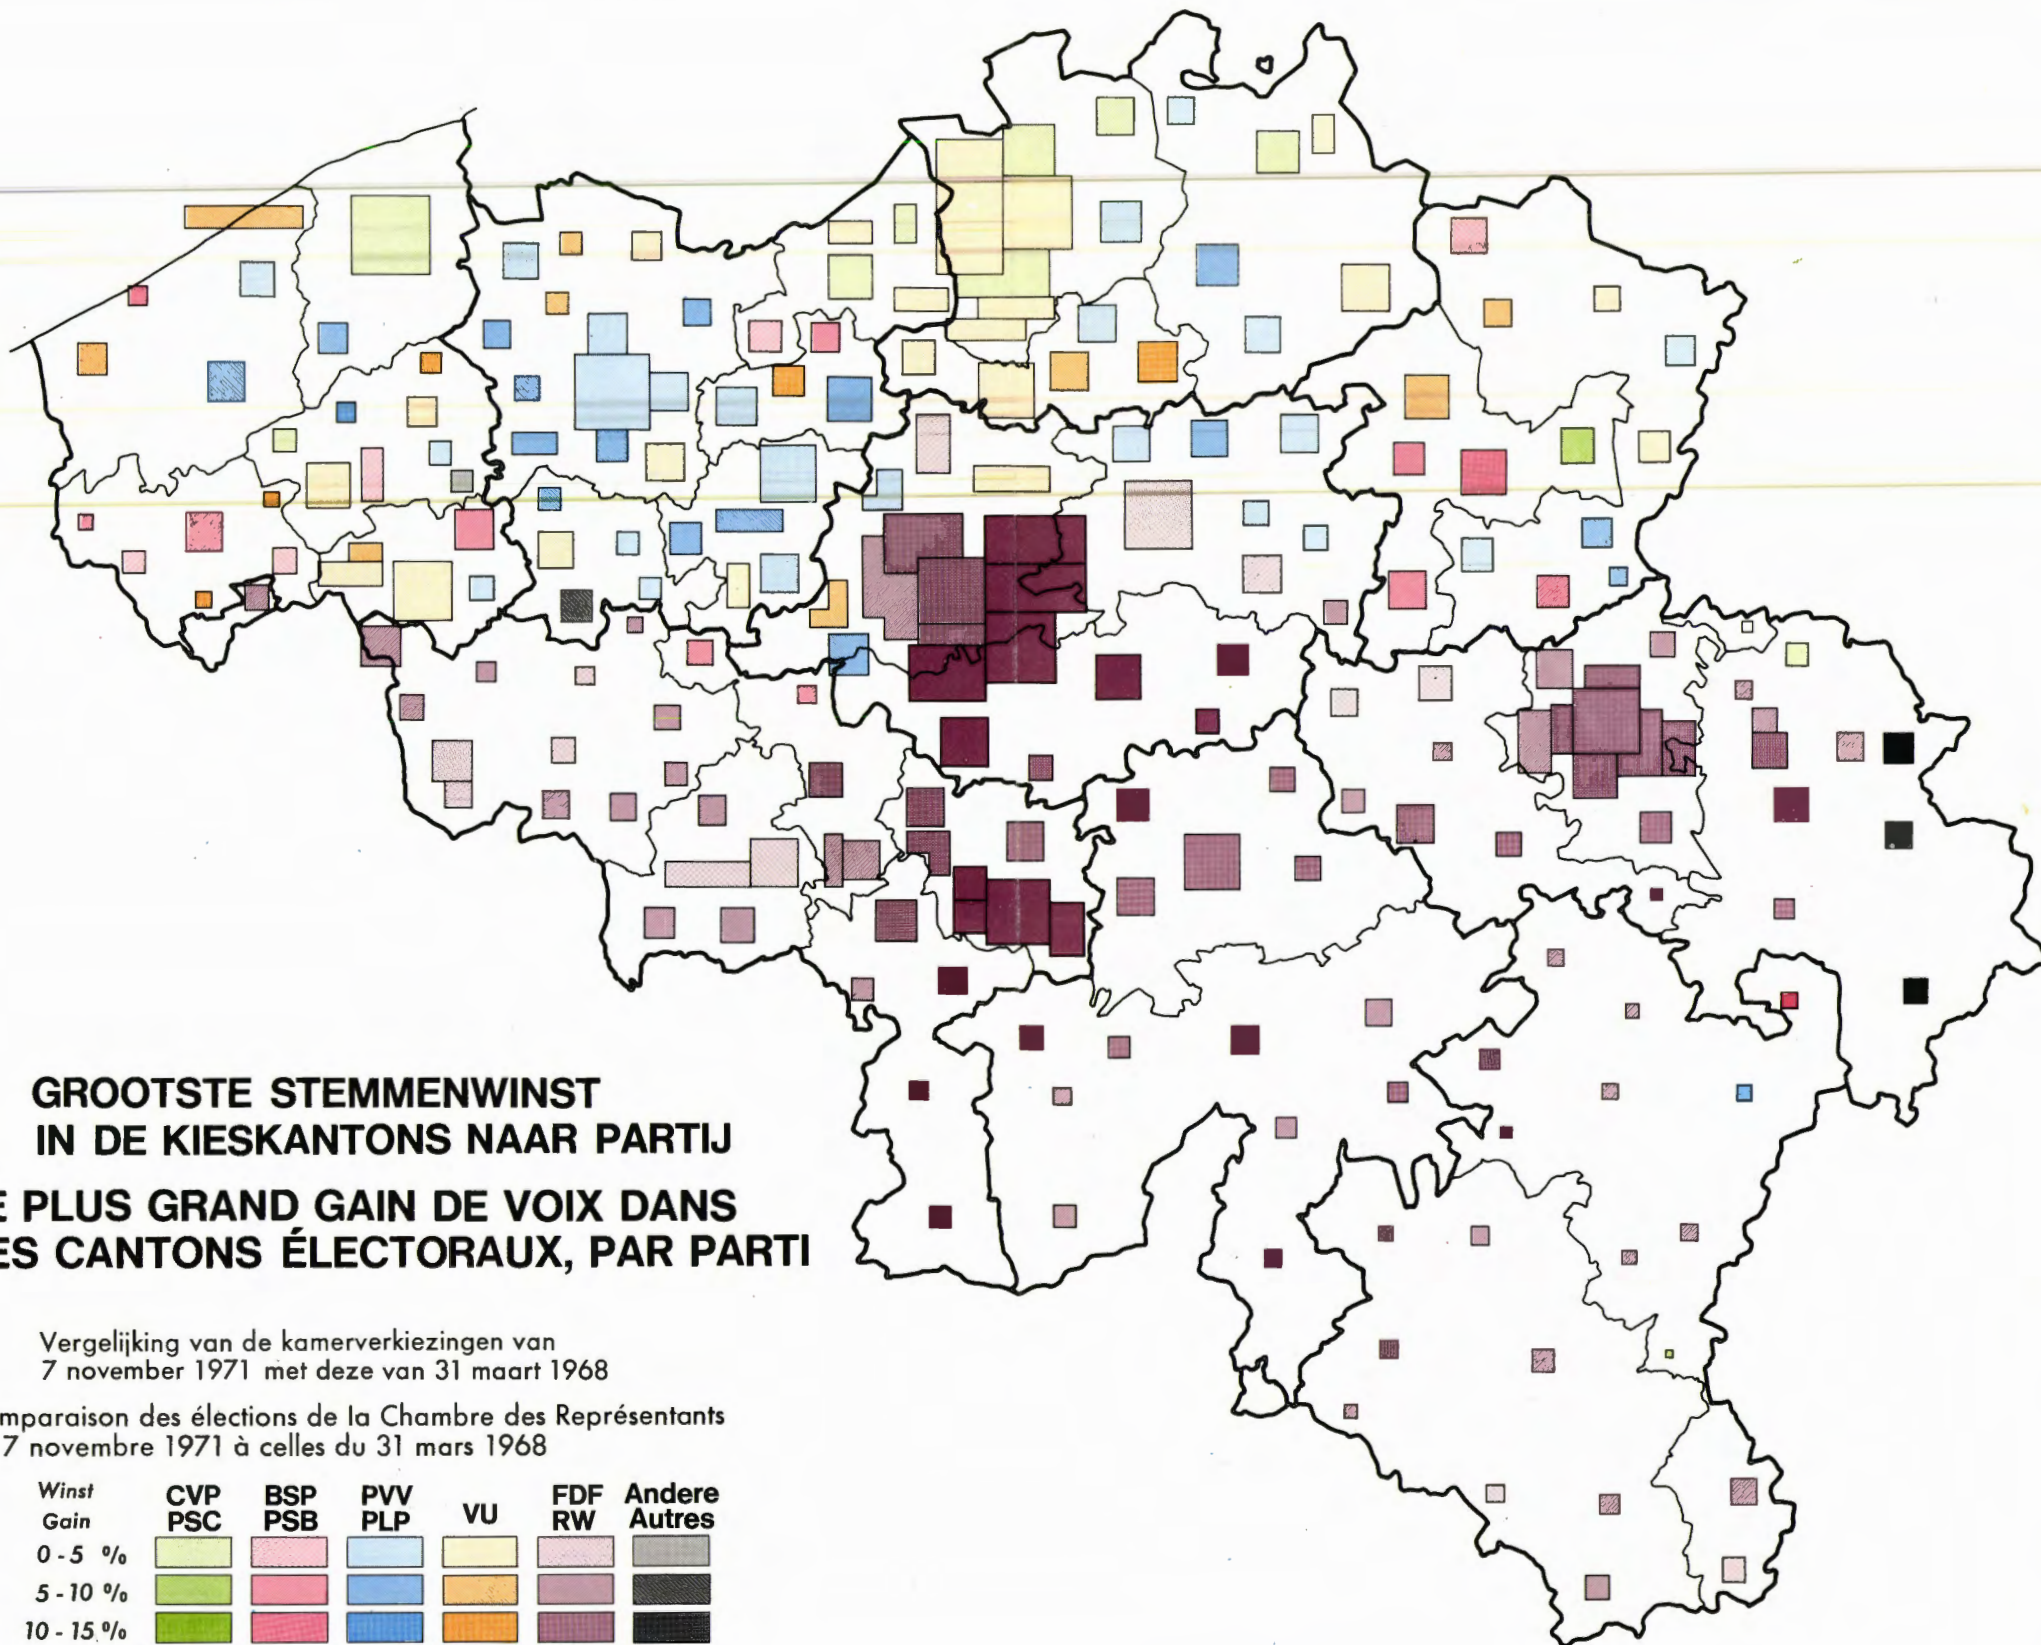 GROOTSTE STEMMENWINST
IN DE KIESKANTONS NAAR PARTIJ
PLUS GRAND GAIN DE VOIX DANS
CANTONS ÉLECTORAUX, PAR PARTI
Vergelijking van de kamerverkiezingen van
7 november 1971 met deze van 31 maart 1968
des élections de la Chambre des Représentants
7 novembre 1971 à celles du 31 mars 1968
Winst Gain CVP PSC BSP PSB PVV PLP VU FDF RW Andere Autres
0-5 %
5-10 %
10-15 %